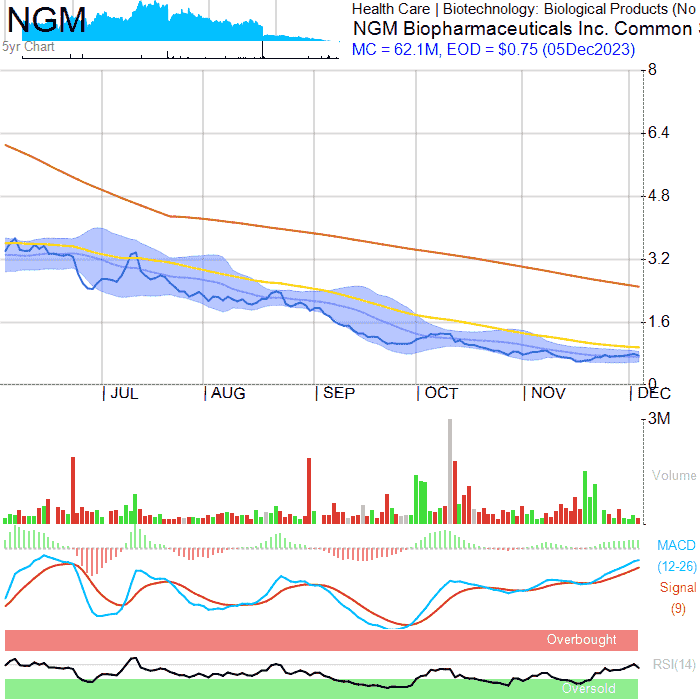 NGM
5yr Chart
Health Care | Biotechnology: Biological Products (No
NGM Biopharmaceuticals Inc. Common
MC = 62.1M, EOD = $0.75 (05Dec2023)
8
6.4
4.8
3.2
1.6
0
JUL
AUG
SEP
OCT
NOV
DEC
3M
Volume
MACD
(12-26)
Signal
(9)
Overbought
RSI(14)
Oversold